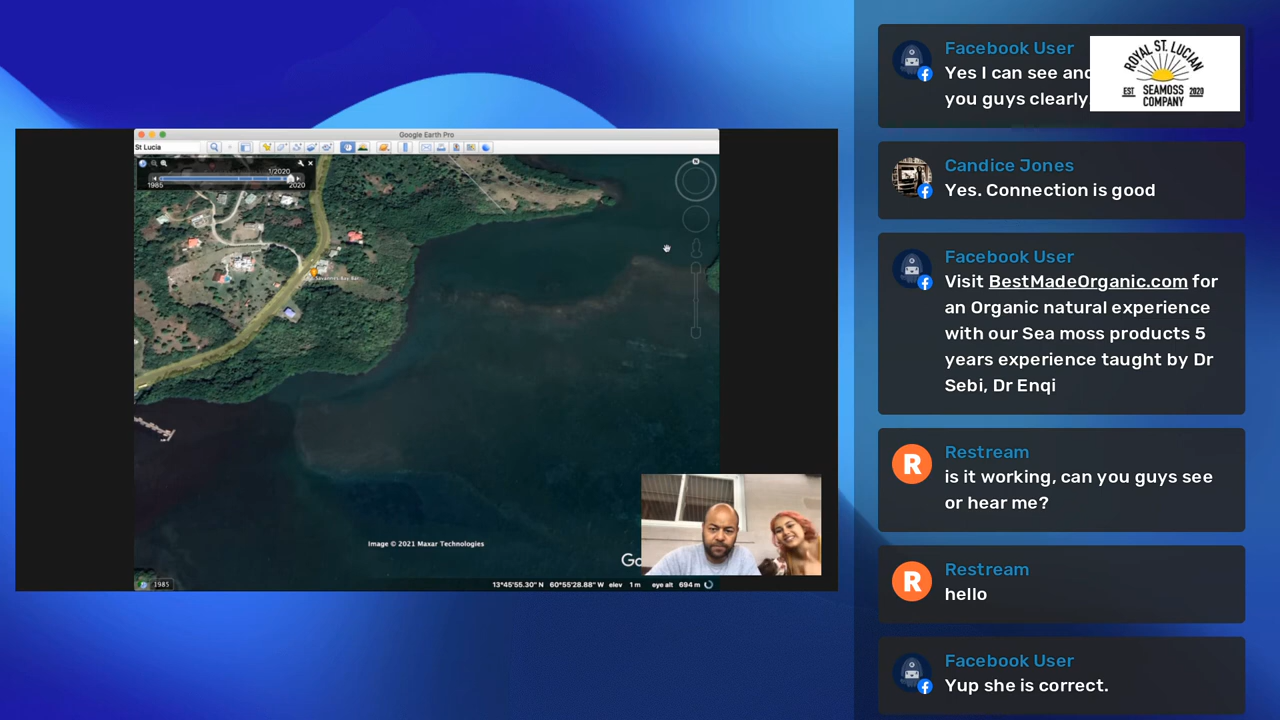 Google Earth Pro
St Lucia
1/2020
1985
2020
Image © 2021 Maxar Technologies
1985
13°45'55.30" N 60°55'28.88" W elev 1 m eye alt 694 m
Facebook User
Yes I can see and
you guys clearly
ROYAL ST. LUCIAN
EST SEAMOSS 2020
COMPANY
Candice Jones
Yes. Connection is good
Facebook User
Visit BestMadeOrganic.com for
an Organic natural experience
with our Sea moss products 5
years experience taught by Dr
Sebi, Dr Enqi
R Restream
is it working, can you guys see
or hear me?
R Restream
hello
Facebook User
Yup she is correct.